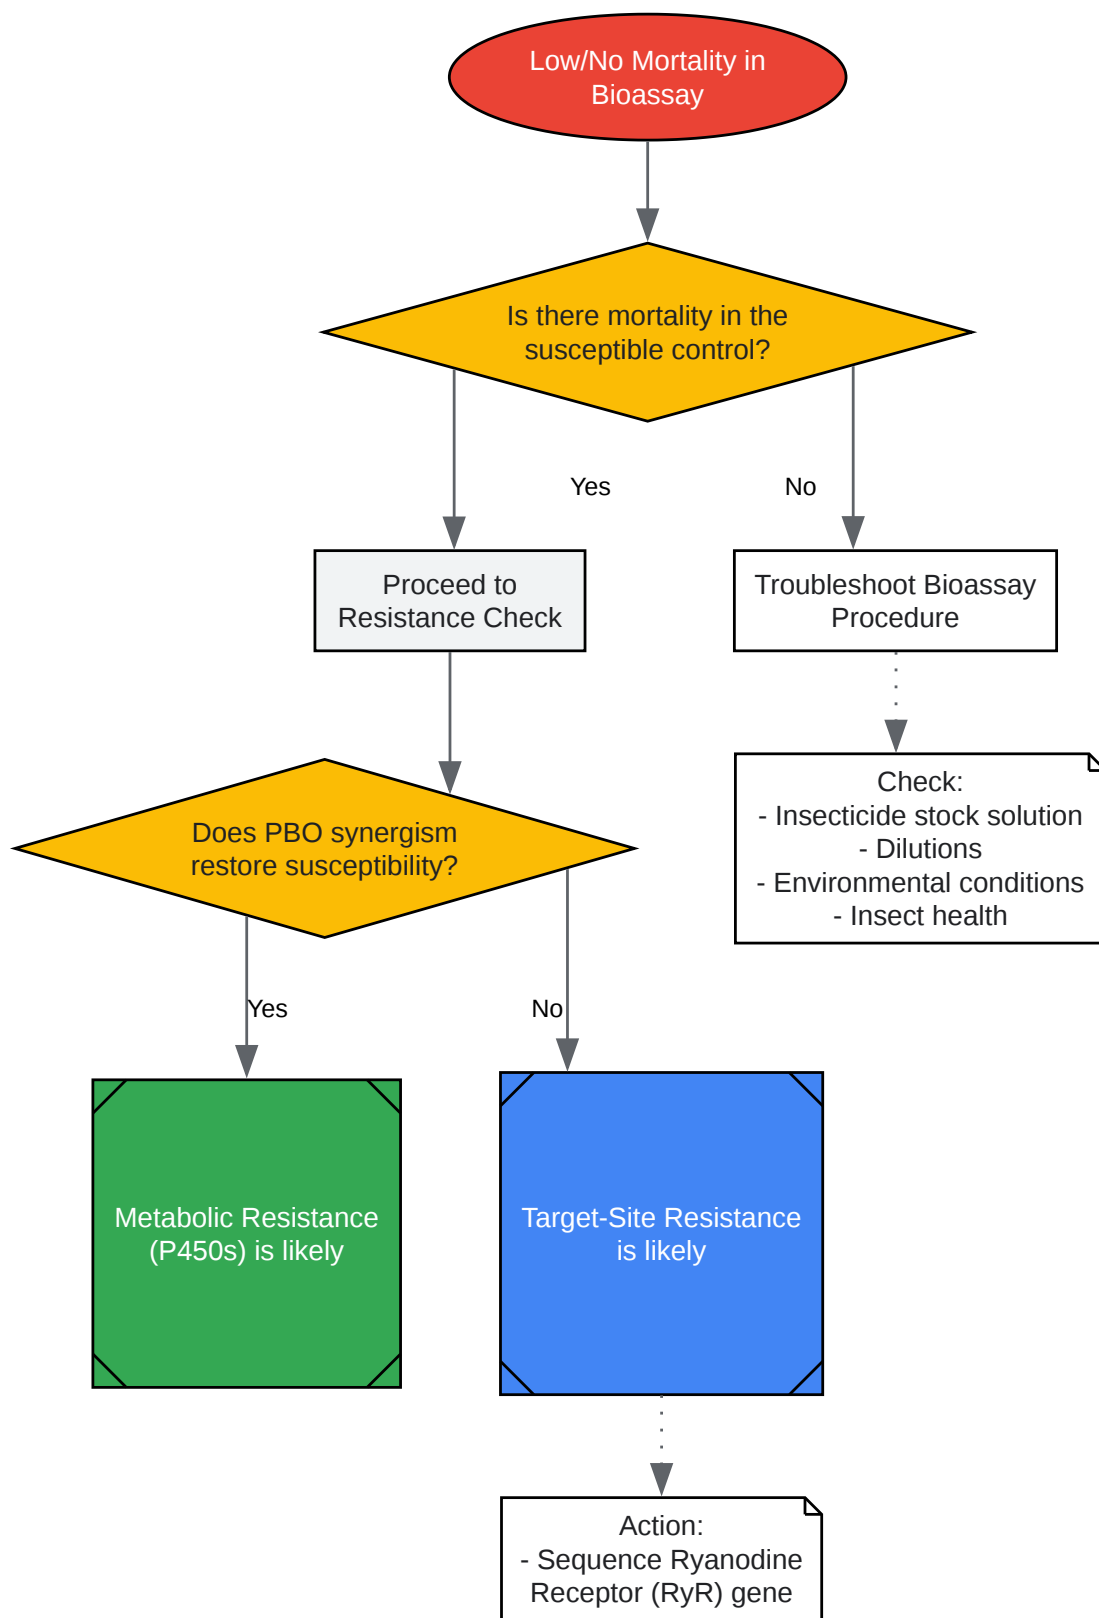 Low/No Mortality in
Bioassay
Is there mortality in the
susceptible control?
Yes
No
Proceed to
Resistance Check
Troubleshoot Bioassay
Procedure
Check:
- Insecticide stock solution
- Dilutions
- Environmental conditions
- Insect health
Does PBO synergism
restore susceptibility?
Yes
No
Metabolic Resistance
(P450s) is likely
Target-Site Resistance
is likely
Action:
- Sequence Ryanodine
Receptor (RyR) gene